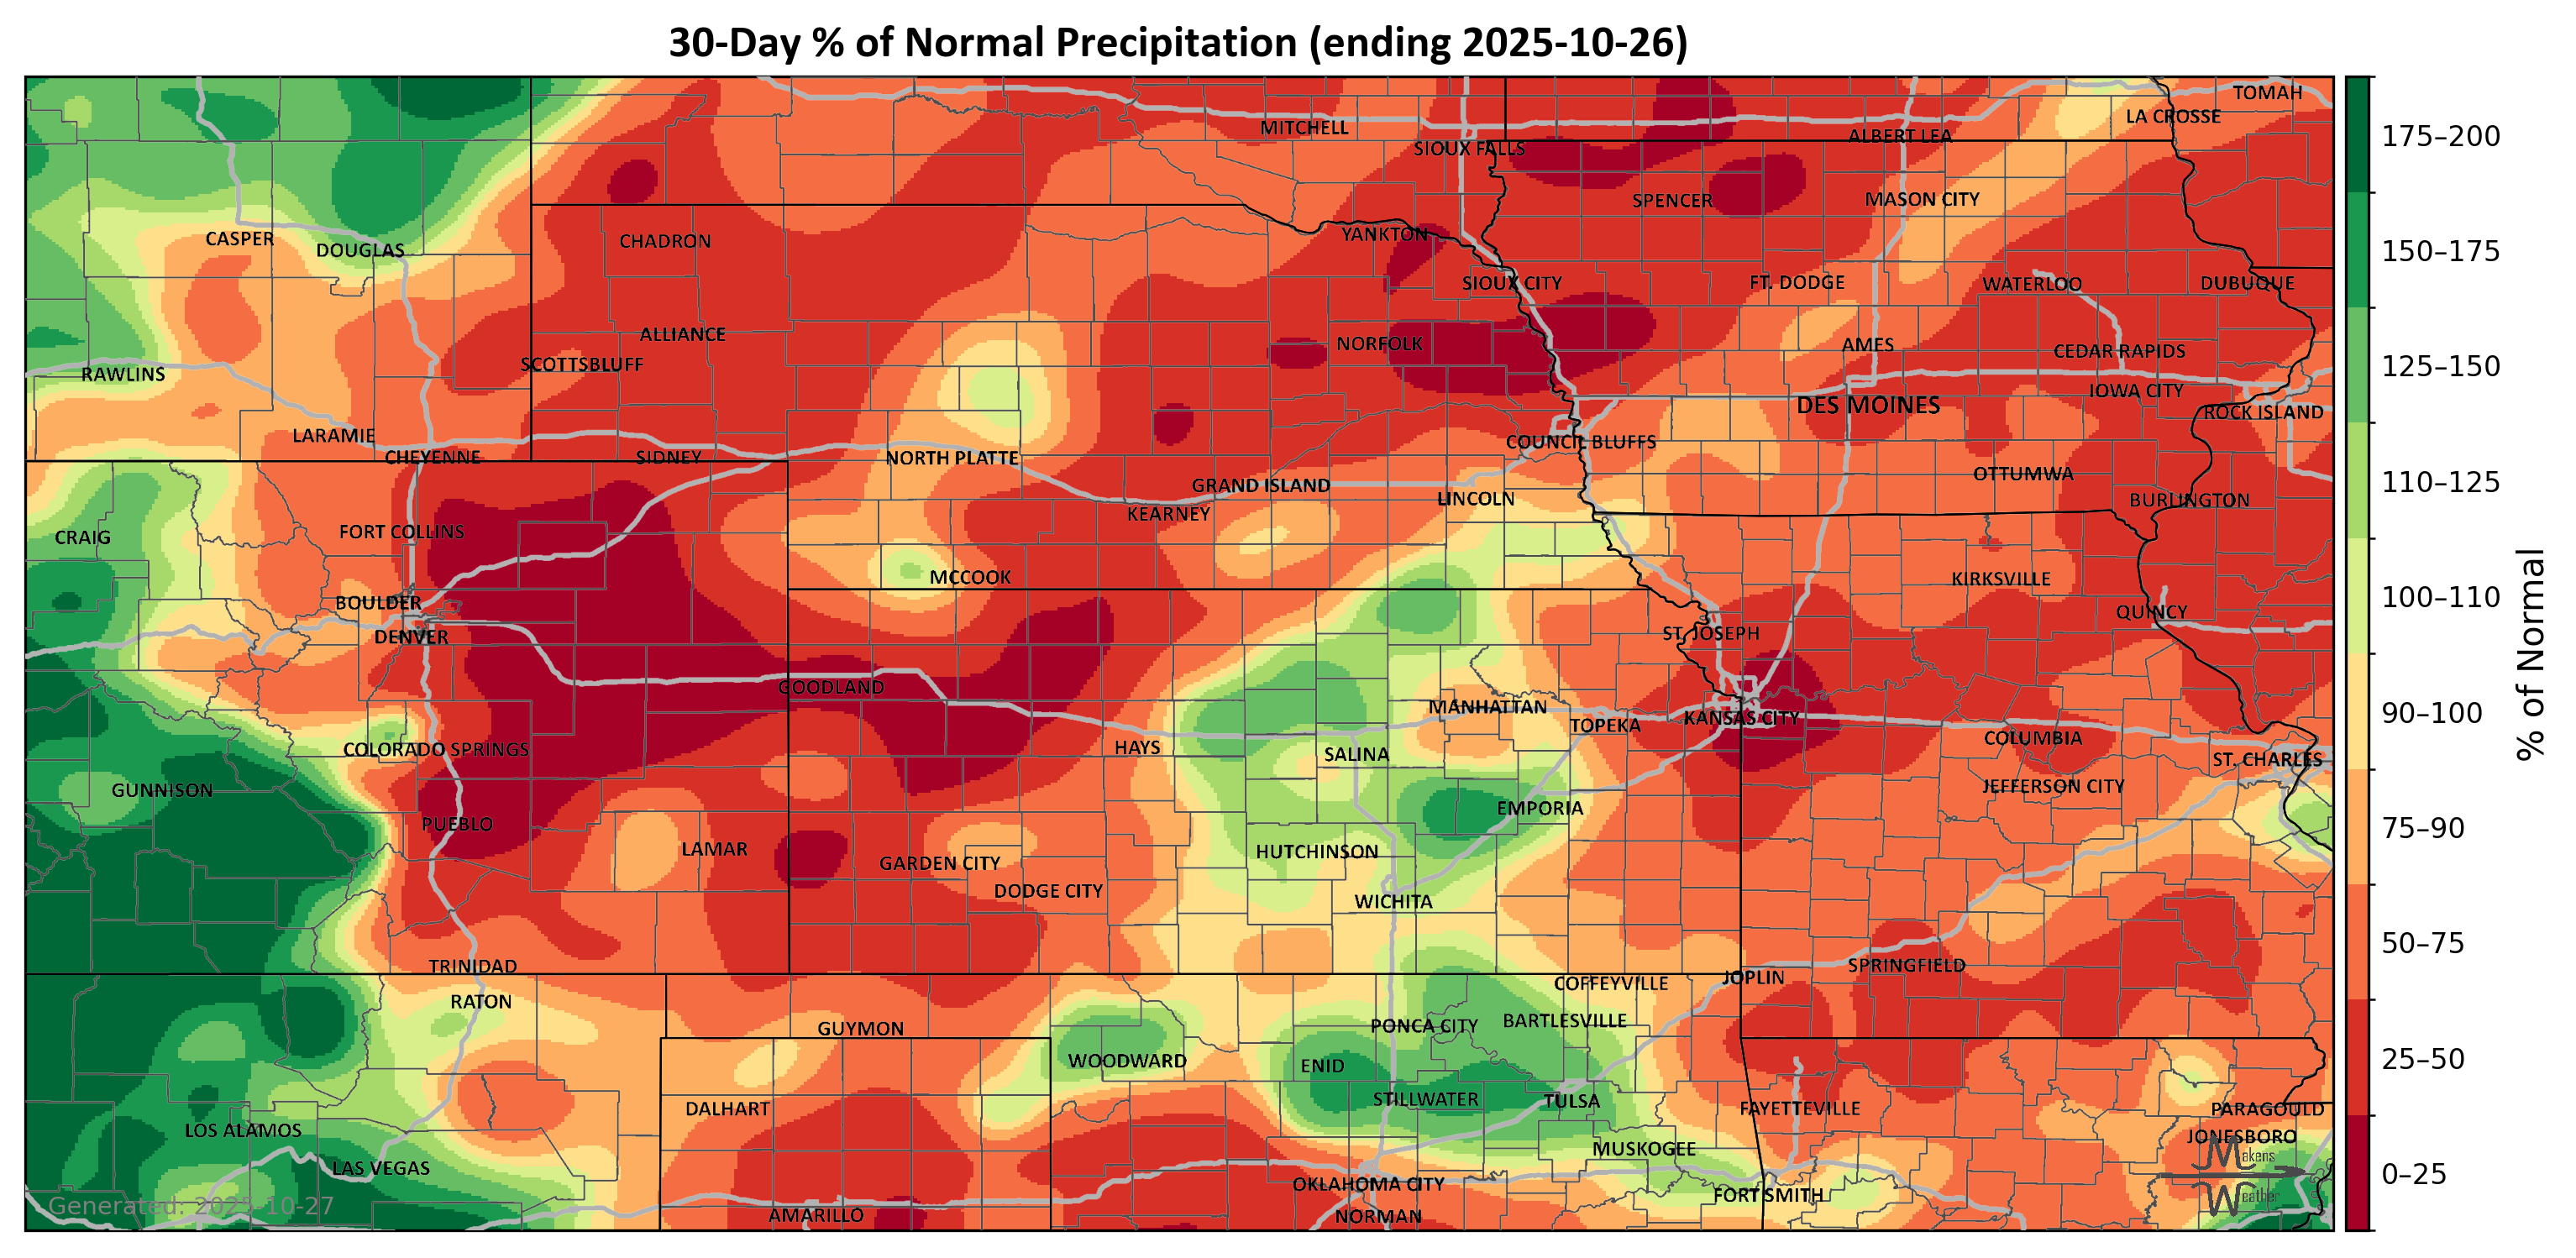 30-Day % of Normal Precipitation (ending 2025-10-26)
TOMAH
LA CROSSE
MITCHELL
ALBERT LEA
SIOUX FALLS
SPENCER
MASON CITY
YANKTON
CASPER
CHADRON
DOUGLAS
SIOUX CITY
FT. DODGE
WATERLOO
DUBUQUE
ALLIANCE
NORFOLK
AMES
CEDAR RAPIDS
SCOTTSBLUFF
RAWLINS
IOWA CITY
DES MOINES
ROCK ISLAND
LARAMIE
COUNCIL BLUFFS
CHEYENNE
SIDNEY
NORTH PLATTE
OTTUMWA
GRAND ISLAND
LINCOLN
BURLINGTON
KEARNEY
CRAIG
FORT COLLINS
MCCOOK
KIRKSVILLE
BOULDER
QUINCY
DENVER
ST. JOSEPH
GOODLAND
MANHATTAN
KANSAS CITY
TOPEKA
COLUMBIA
COLORADO SPRINGS
HAYS
SALINA
ST. CHARLES
GUNNISON
JEFFERSON CITY
EMPORIA
PUEBLO
LAMAR
HUTCHINSON
GARDEN CITY
DODGE CITY
WICHITA
TRINIDAD
SPRINGFIELD
JOPLIN
COFFEYVILLE
RATON
BARTLESVILLE
PONCA CITY
GUYMON
WOODWARD
ENID
STILLWATER
TULSA
DALHART
FAYETTEVILLE
PARAGOULD
LOS ALAMOS
JONESBORO
MUSKOGEE
LAS VEGAS
OKLAHOMA CITY
FORT SMITH
AMARILLO
NORMAN
Makens
Weather
Generated: 2025-10-27
175–200
150–175
125–150
110–125
100–110
90–100
75–90
50–75
25–50
0–25
% of Normal